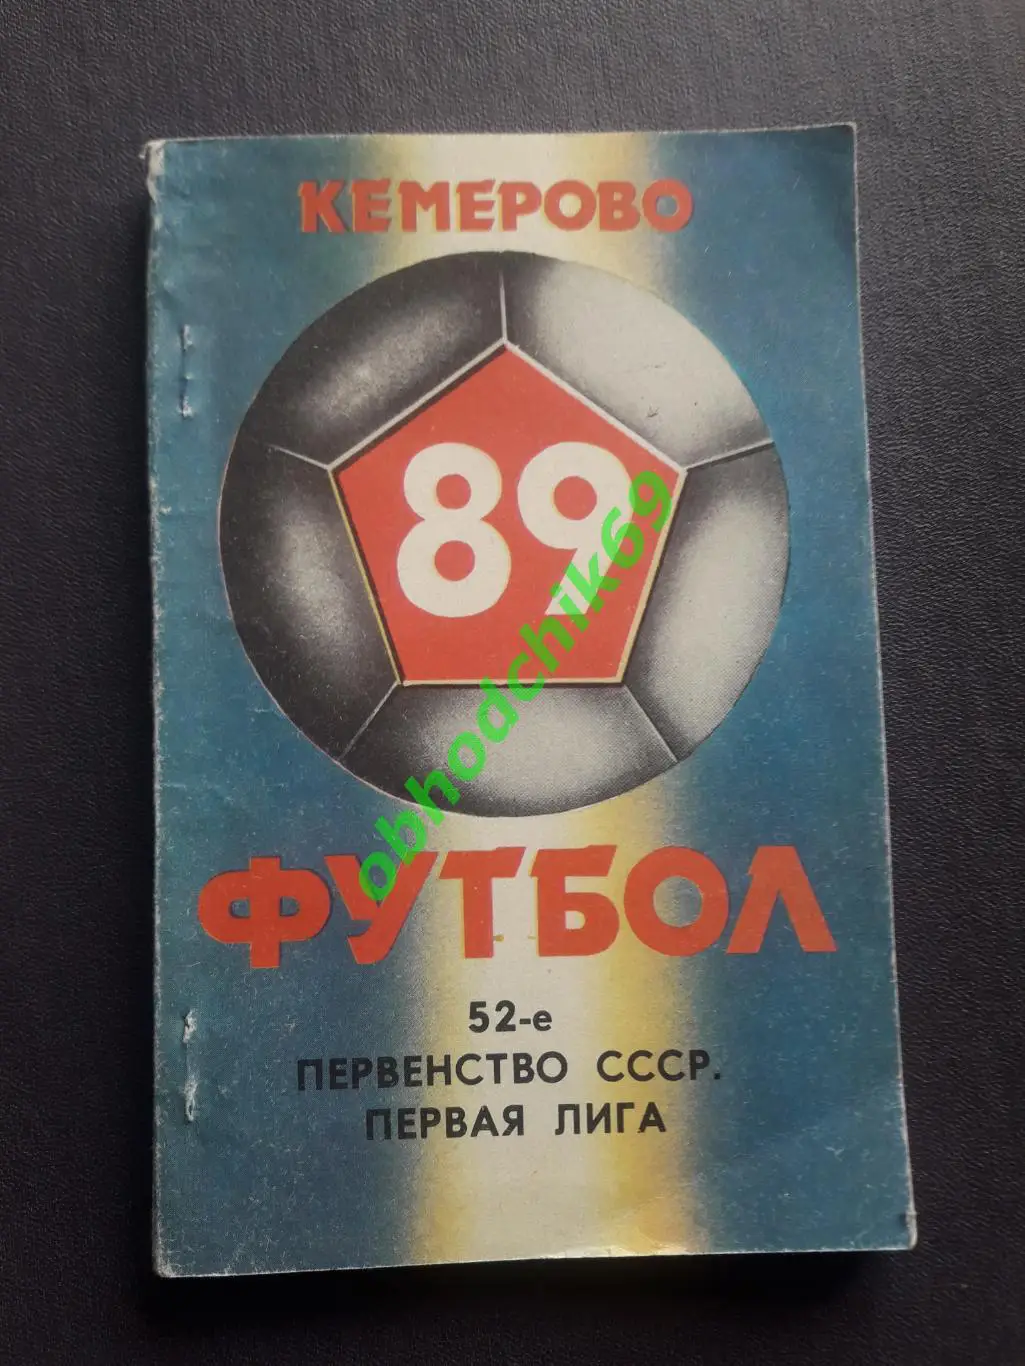 КЕМЕРОВО
89
obhodchik69
ФУТБОЛ
52-е
ПЕРВЕНСТВО СССР.
ПЕРВАЯ ЛИГА